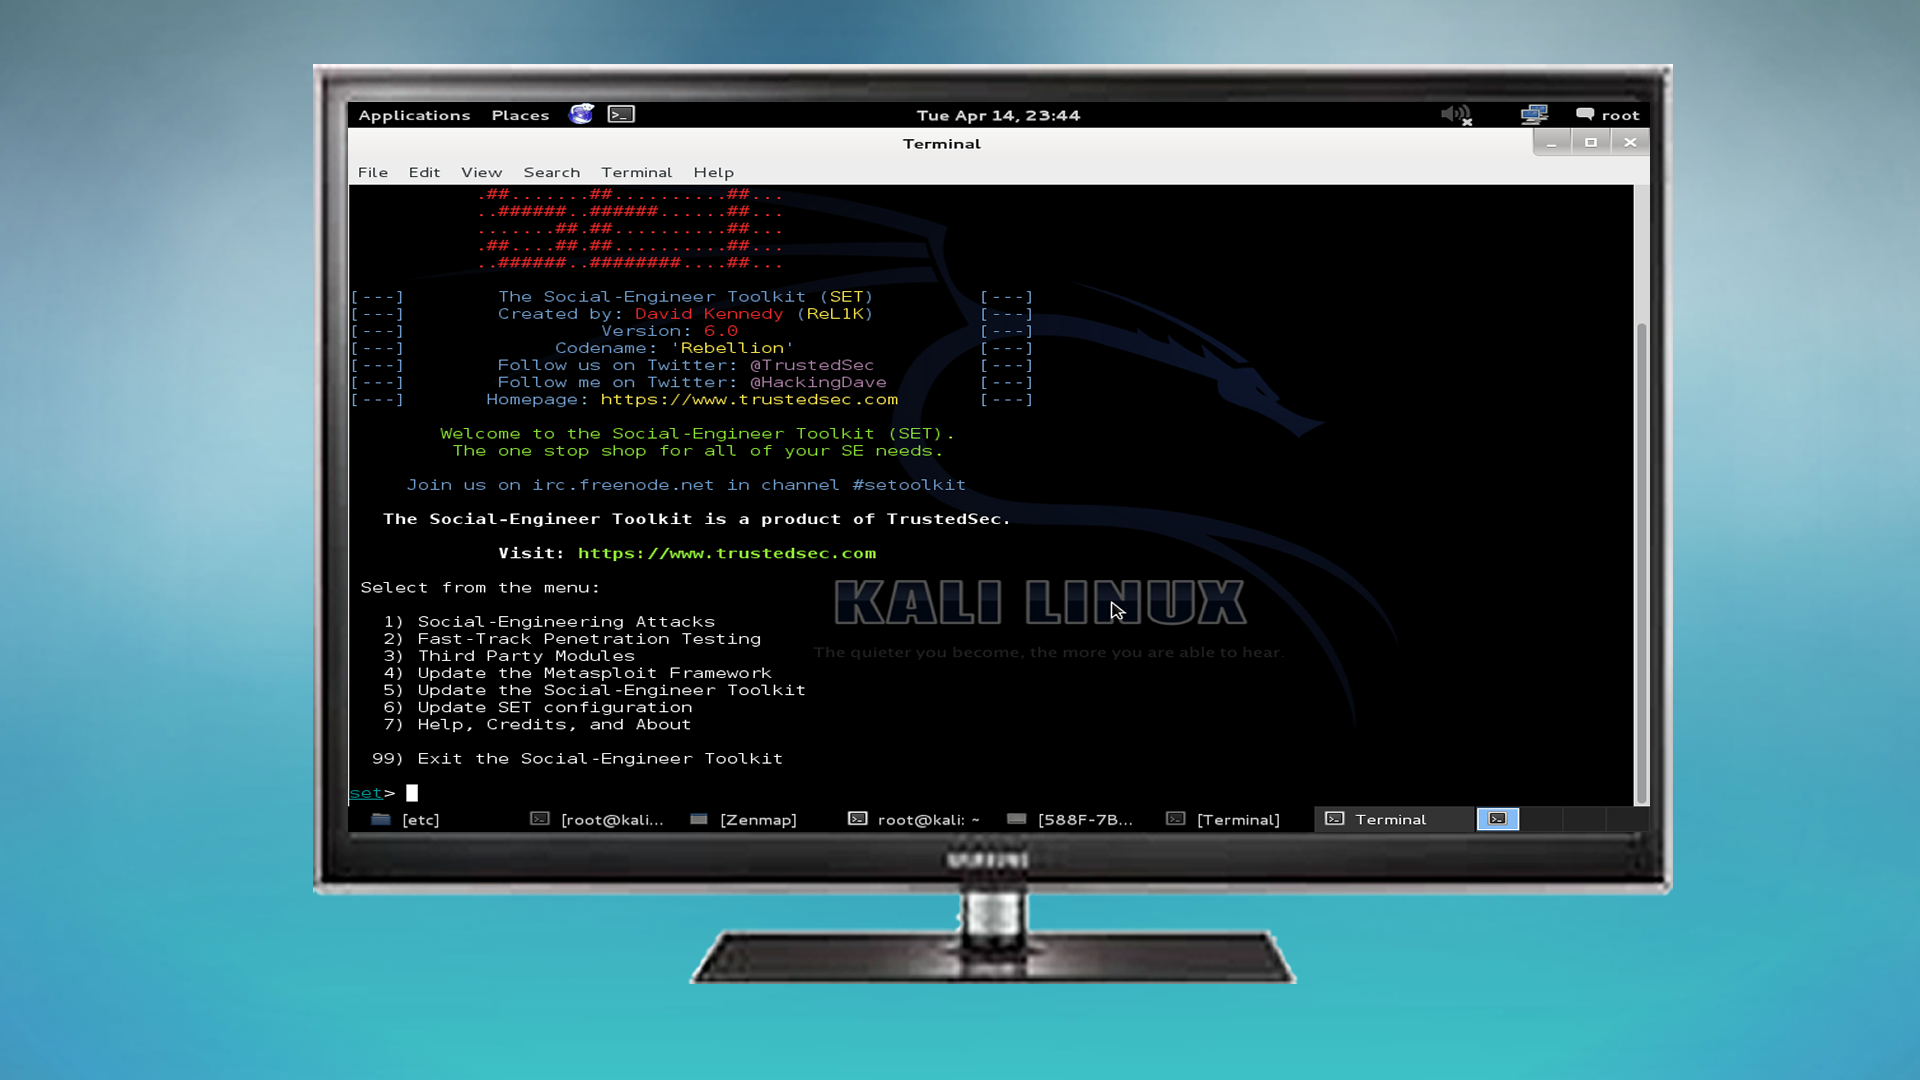 Applications Places Tue Apr 14, 23:44 root
Terminal
File Edit View Search Terminal Help
.##.......##..........##...
..######..######......##...
.......##.##..........##...
.##....##.##..........##...
..######..########....##...
[---] The Social-Engineer Toolkit (SET) [---]
[---] Created by: David Kennedy (ReL1K) [---]
[---] Version: 6.0 [---]
[---] Codename: 'Rebellion' [---]
[---] Follow us on Twitter: @TrustedSec [---]
[---] Follow me on Twitter: @HackingDave [---]
[---] Homepage: https://www.trustedsec.com [---]
Welcome to the Social-Engineer Toolkit (SET).
The one stop shop for all of your SE needs.
Join us on irc.freenode.net in channel #setoolkit
The Social-Engineer Toolkit is a product of TrustedSec.
Visit: https://www.trustedsec.com
Select from the menu:
1) Social-Engineering Attacks
2) Fast-Track Penetration Testing
3) Third Party Modules
4) Update the Metasploit Framework
5) Update the Social-Engineer Toolkit
6) Update SET configuration
7) Help, Credits, and About
99) Exit the Social-Engineer Toolkit
set>
KALI LINUX
The quieter you become, the more you are able to hear.
[etc] [root@kali... [Zenmap] root@kali: ~ [588F-7B... [Terminal] Terminal
SAMSUNG